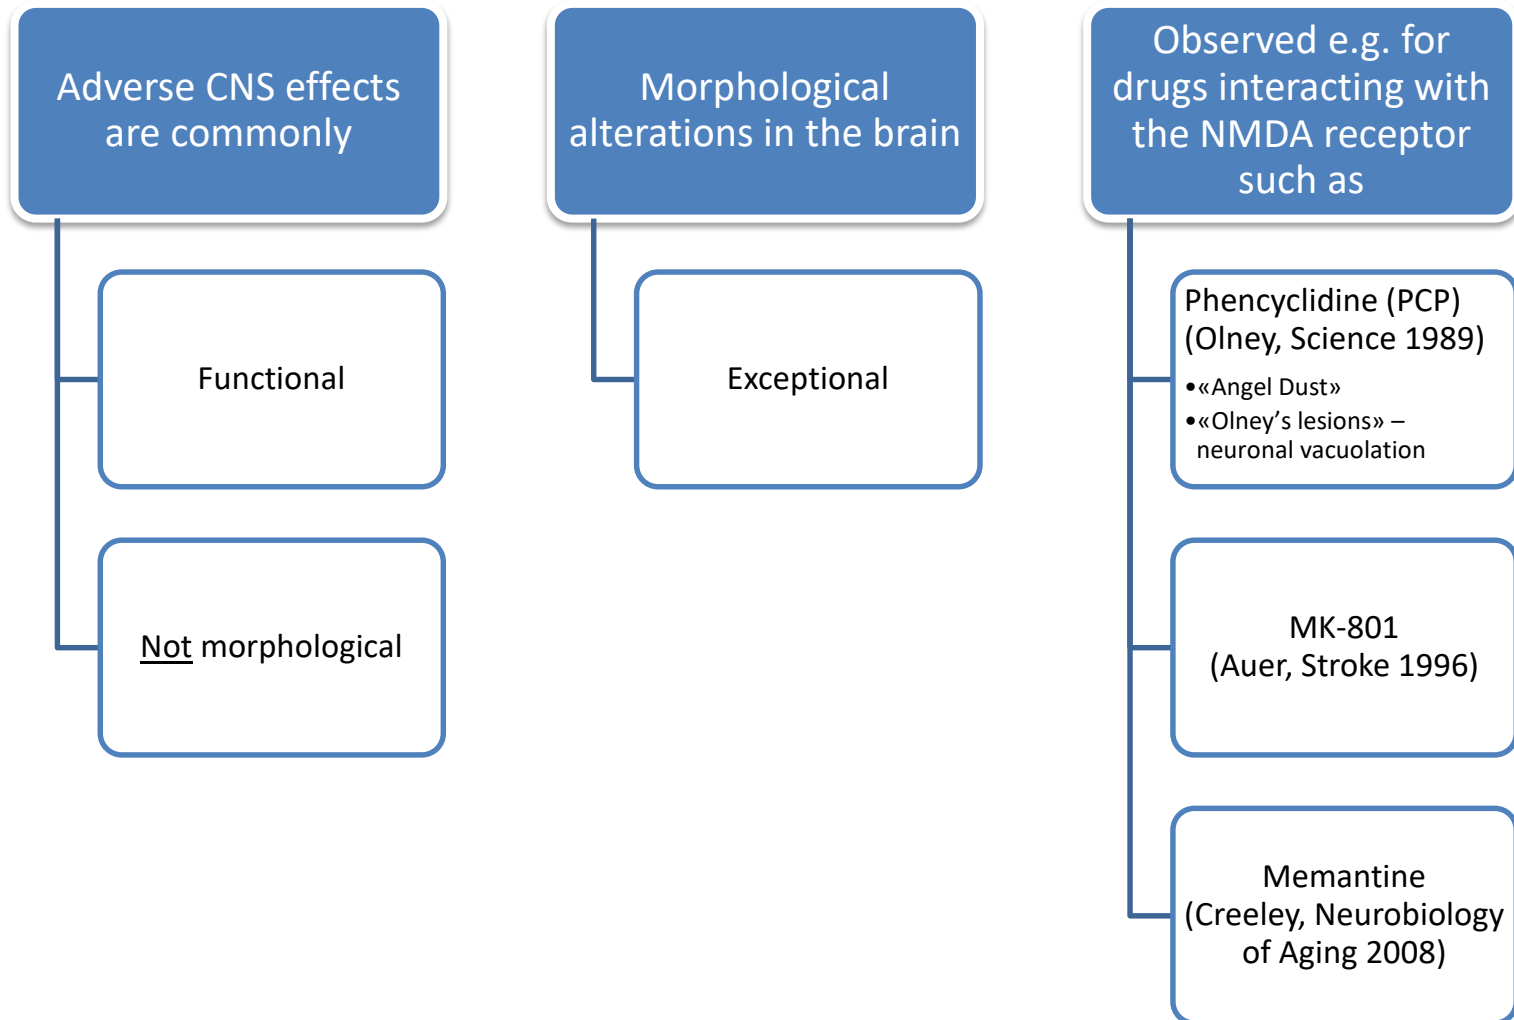 Adverse CNS effects
are commonly
Functional
Not morphological
Morphological
alterations in the brain
Exceptional
Observed e.g. for
drugs interacting with
the NMDA receptor
such as
Phencyclidine (PCP)
(Olney, Science 1989)
•«Angel Dust»
•«Olney’s lesions» –
neuronal vacuolation
MK-801
(Auer, Stroke 1996)
Memantine
(Creeley, Neurobiology
of Aging 2008)